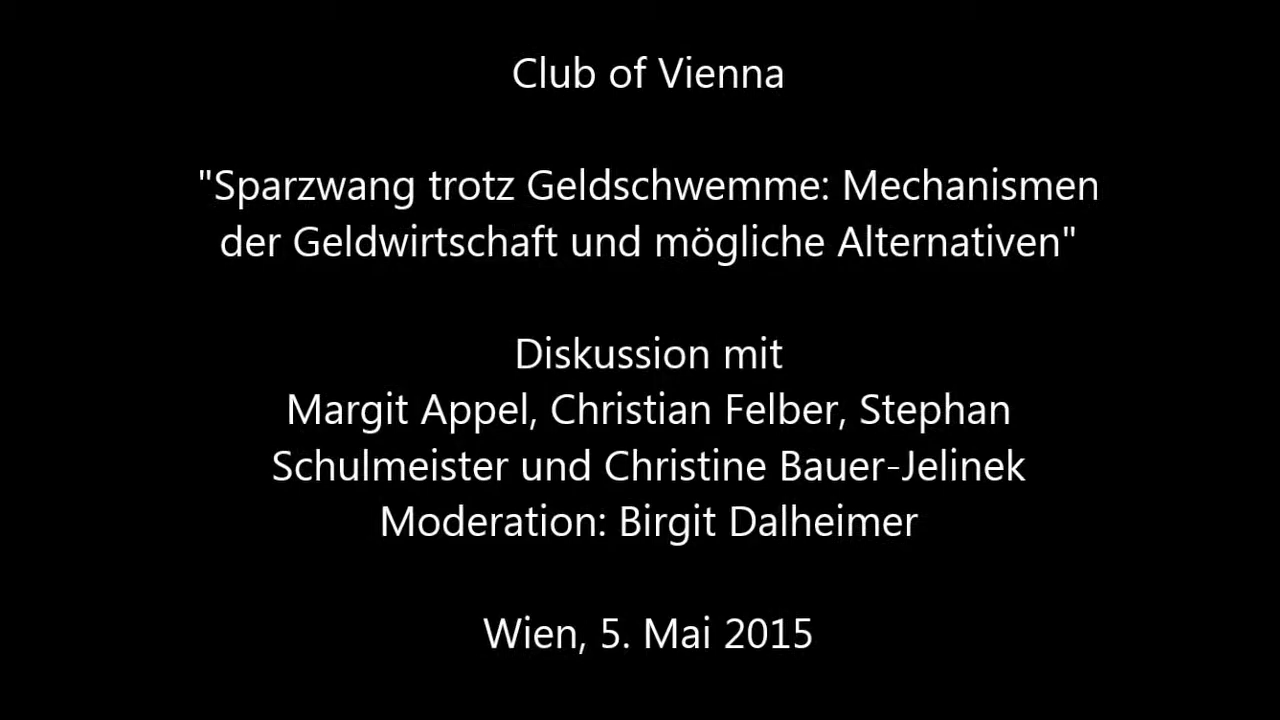 Club of Vienna
"Sparzwang trotz Geldschwemme: Mechanismen
der Geldwirtschaft und mögliche Alternativen"
Diskussion mit
Margit Appel, Christian Felber, Stephan
Schulmeister und Christine Bauer-Jelinek
Moderation: Birgit Dalheimer
Wien, 5. Mai 2015